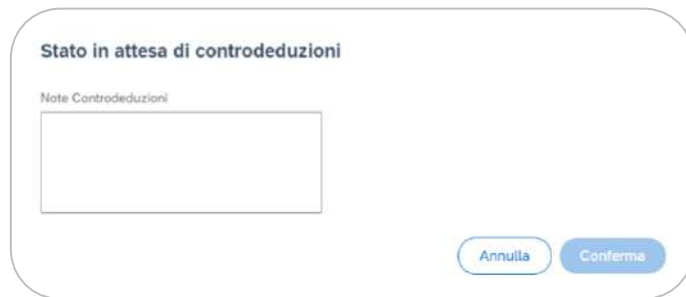 Stato in attesa di controdeduzioni
Note Controdeduzioni
Annulla
Conferma